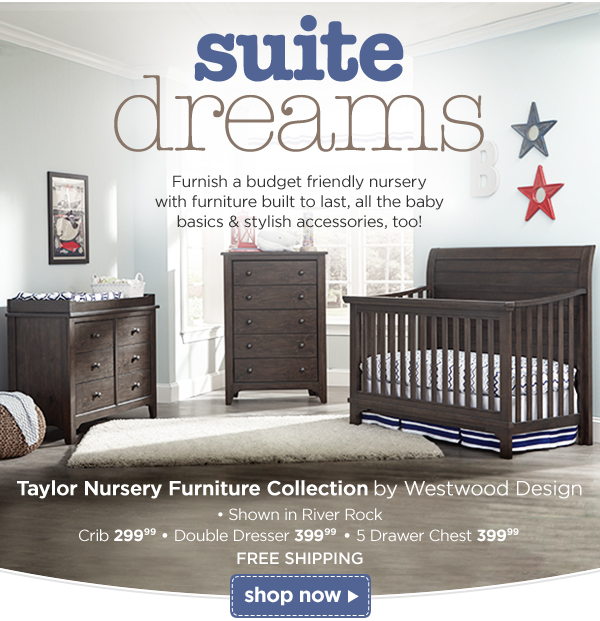 suite
dreams
Furnish a budget friendly nursery
with furniture built to last, all the baby
basics & stylish accessories, too!
B
Taylor Nursery Furniture Collection by Westwood Design
• Shown in River Rock
Crib 299⁹⁹ • Double Dresser 399⁹⁹ • 5 Drawer Chest 399⁹⁹
FREE SHIPPING
shop now ▶